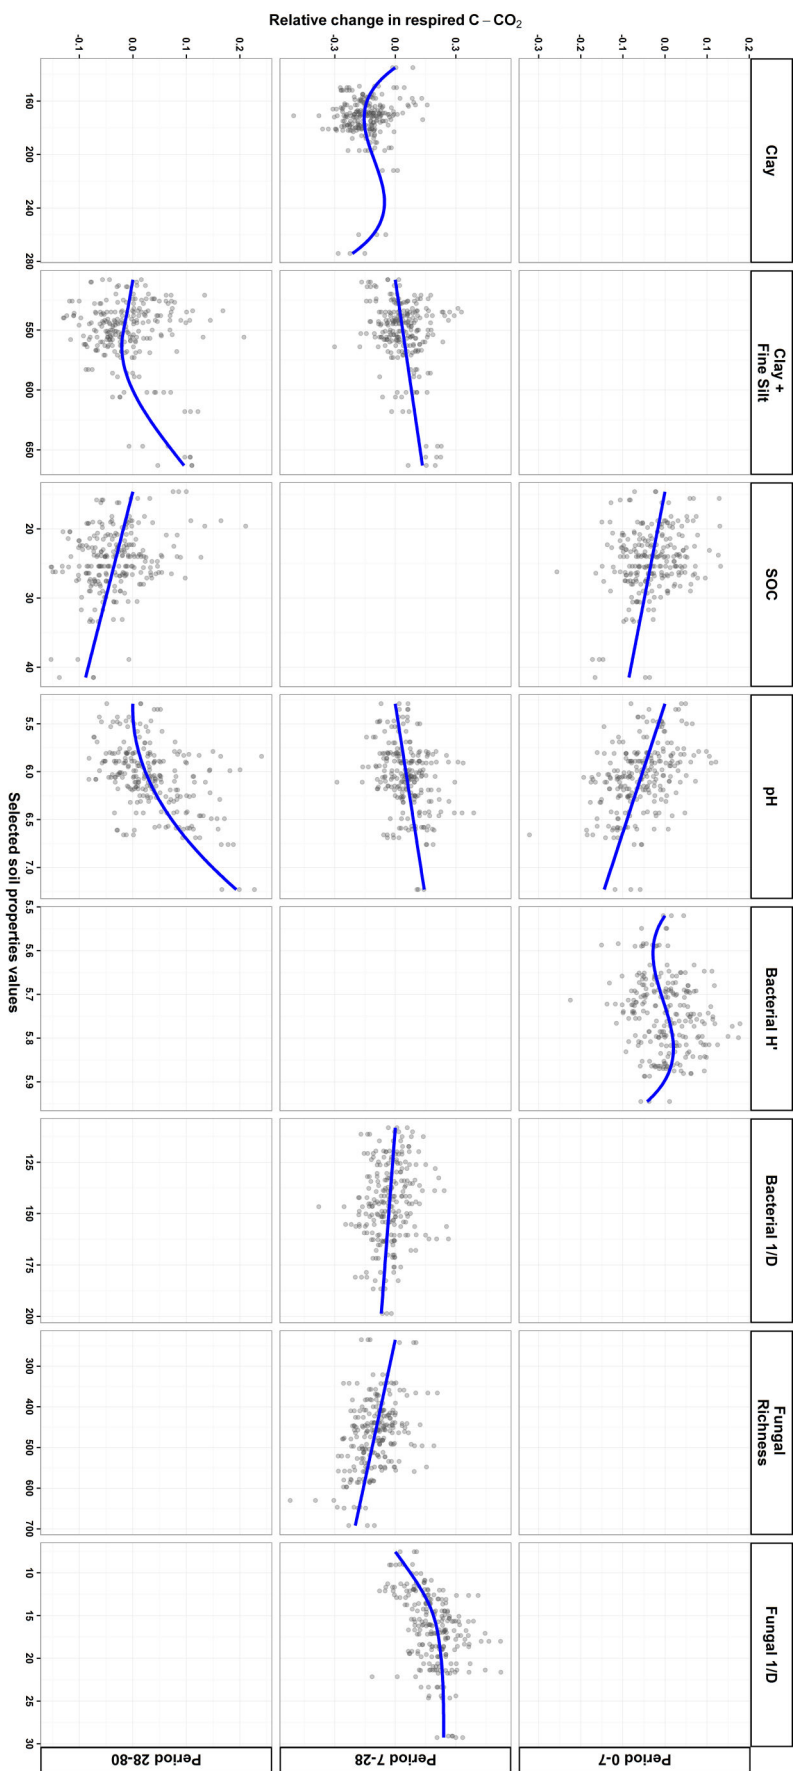 Clay
Clay +
Fine Silt
SOC
pH
Bacterial H'
Bacterial 1/D
Fungal
Richness
Fungal 1/D
Relative change in respired C – CO₂
0.2
0.1
0.0
-0.1
-0.2
-0.3
Period 0-7
0.3
0.0
-0.3
Period 7-28
0.2
0.1
0.0
-0.1
Period 28-80
160 200 240 280
550 600 650
20 30 40
5.5 6.0 6.5 7.0
5.5 5.6 5.7 5.8 5.9
125 150 175 200
300 400 500 600 700
10 15 20 25 30
Selected soil properties values